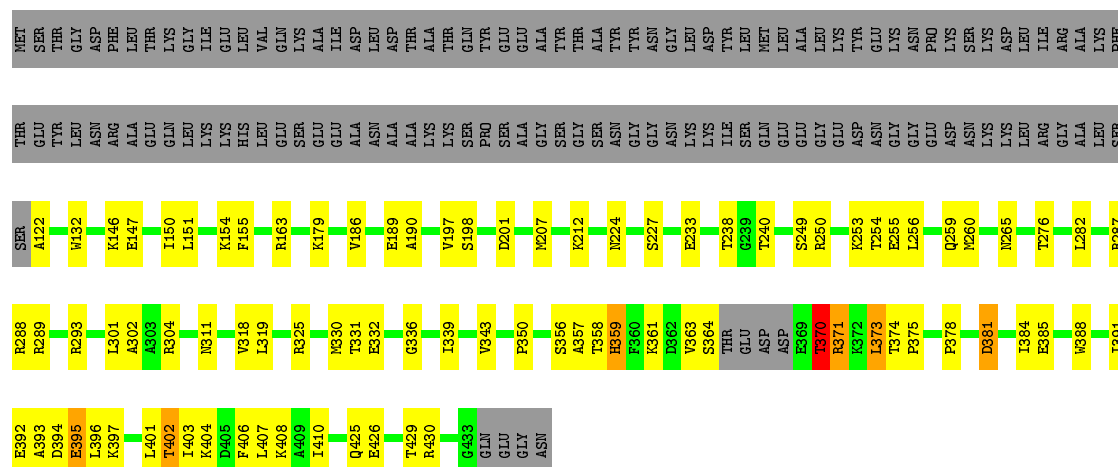 MET SER THR GLY ASP PHE LEU THR LYS GLY ILE GLU LEU VAL GLN LYS ALA ILE ASP LEU ASP THR ALA THR GLN TYR GLU GLU ALA TYR THR ALA TYR TYR ASN GLY LEU ASP TYR LEU MET LEU ALA LEU LYS TYR GLU LYS ASN PRO LYS SER LYS ASP LEU ILE ARG ALA LYS PHE
THR GLU TYR LEU ASN ARG ALA GLU GLN LEU LYS LYS HIS LEU GLU SER GLU GLU ALA ASN ALA ALA LYS LYS SER PRO SER ALA GLY SER GLY SER ASN GLY GLY ASN LYS LYS ILE SER GLN GLU GLU GLY GLU ASP ASN GLY GLY GLU ASP ASN LYS LYS LEU ARG GLY ALA LEU
SER A122 W132 K146 E147 I150 L151 K154 F155 R163 K179 V186 E189 A190 V197 S198 D201 M207 K212 N224 S227 E233 T238 G239 T240 S249 R250 K253 T254 E255 L256 Q259 M260 N265 T276 L282
R288 R289 R293 L301 A302 A303 R304 N311 V318 L319 R325 M330 T331 E332 G336 I339 V343 P350 S356 A357 T358 H359 F360 K361 D362 V363 S364 THR GLU ASP ASP E369 T370 R371 K372 L373 T374 P375 P378 D381 I384 E385 W388
E392 A393 D394 E395 L396 K397 L401 T402 I403 K404 D405 F406 L407 K408 A409 I410 Q425 E426 T429 R430 G433 GLN GLU GLY ASN